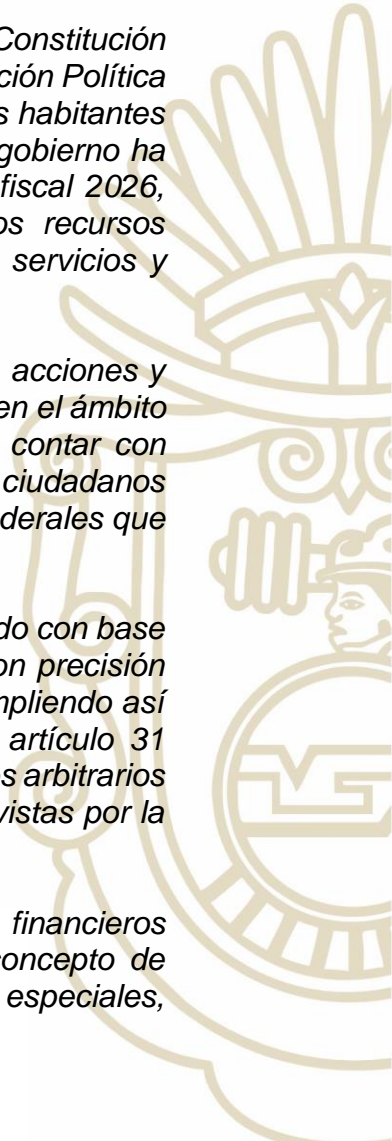 Constitución
ción Política
s habitantes
gobierno ha
fiscal 2026,
os recursos
servicios y
acciones y
en el ámbito
contar con
ciudadanos
derales que
do con base
on precisión
mpliendo así
artículo 31
s arbitrarios
vistas por la
financieros
concepto de
especiales,